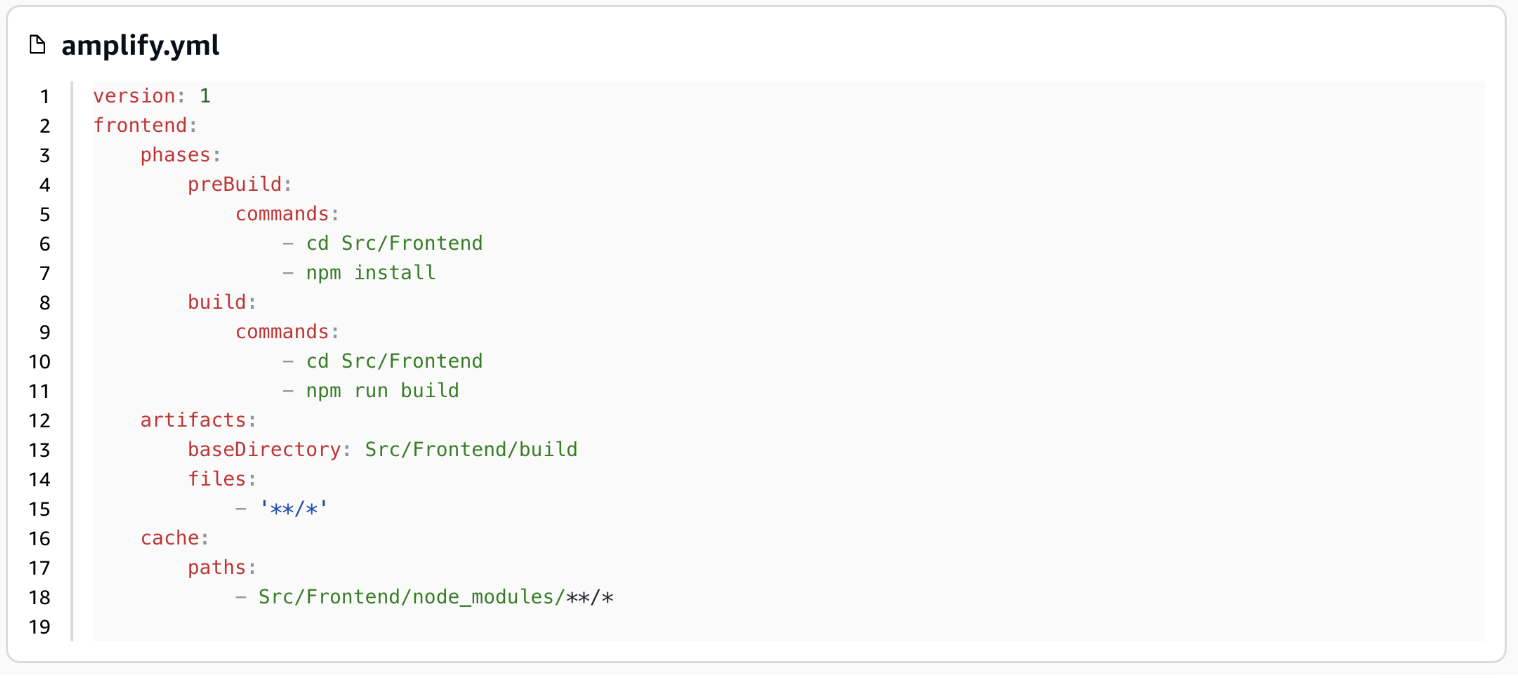 amplify.yml
1 version: 1
2 frontend:
3     phases:
4         preBuild:
5             commands:
6                 - cd Src/Frontend
7                 - npm install
8         build:
9             commands:
10                 - cd Src/Frontend
11                 - npm run build
12     artifacts:
13         baseDirectory: Src/Frontend/build
14         files:
15             - '**/*'
16     cache:
17         paths:
18             - Src/Frontend/node_modules/**/*
19